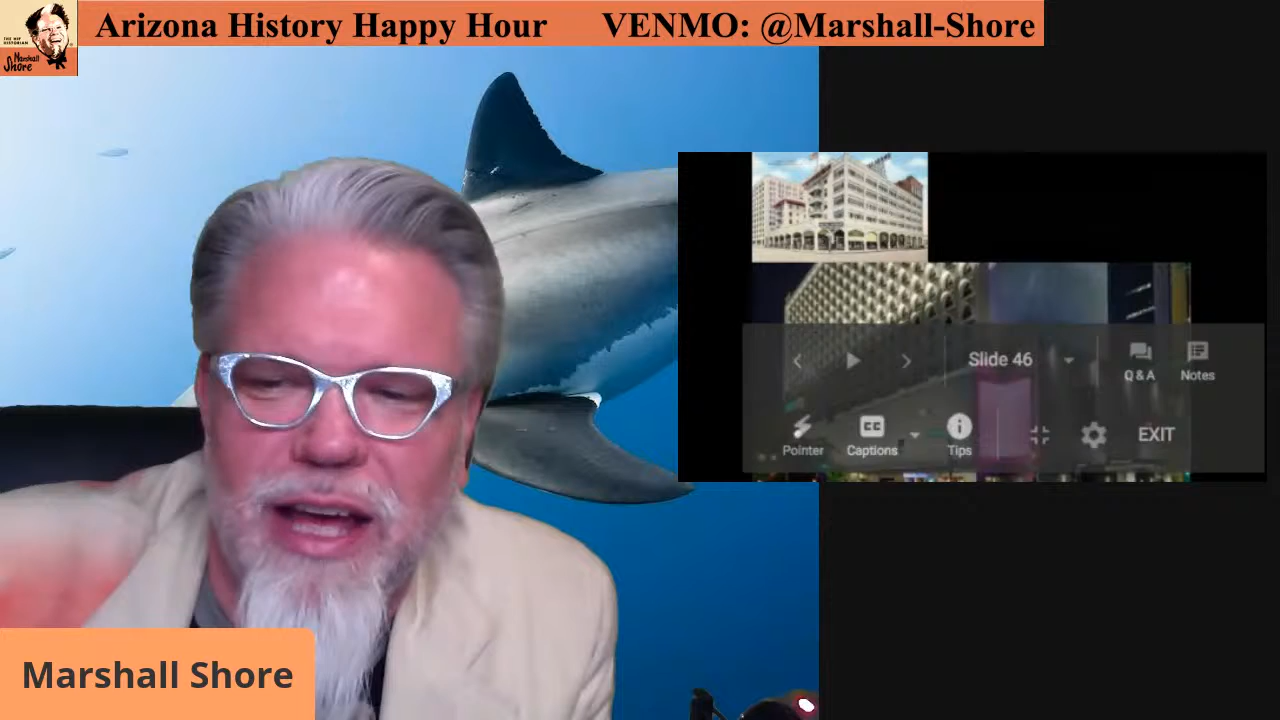 Arizona History Happy Hour VENMO: @Marshall-Shore
THE HIP
HISTORIAN
Marshall
Shore
Slide 46
Q & A
Notes
Pointer
CC
Captions
Tips
EXIT
Marshall Shore